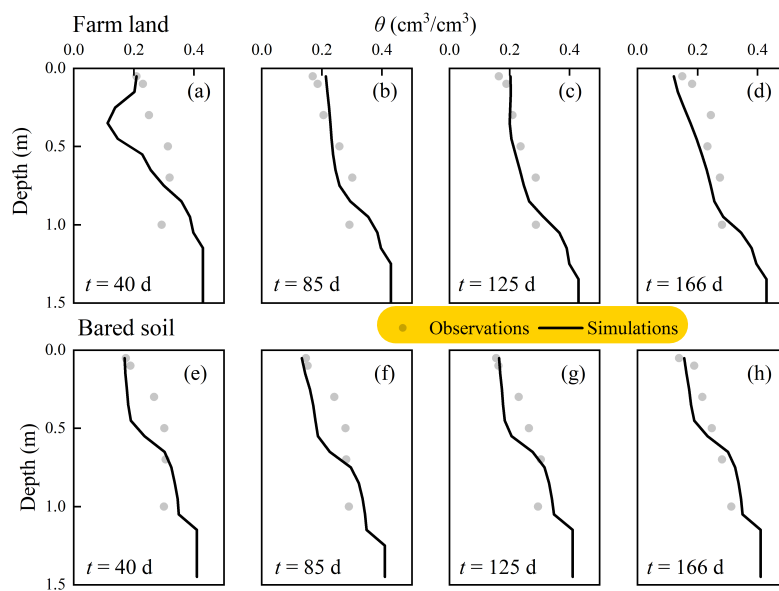 Farm land
θ (cm³/cm³)
0.0 0.2 0.4 0.0 0.2 0.4 0.0 0.2 0.4 0.0 0.2 0.4
0.0
0.5
1.0
1.5
Depth (m)
(a) (b) (c) (d)
t = 40 d t = 85 d t = 125 d t = 166 d
Bared soil
Observations Simulations
0.0
0.5
1.0
1.5
Depth (m)
(e) (f) (g) (h)
t = 40 d t = 85 d t = 125 d t = 166 d